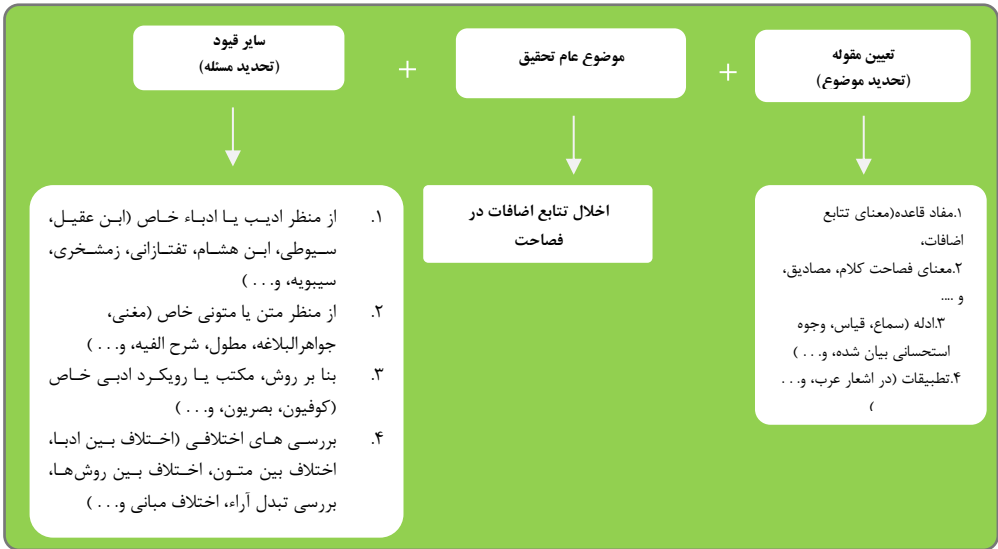 تعیین مقوله
(تحدید موضوع)
+
موضوع عام تحقیق
+
سایر قیود
(تحدید مسئله)
۱.مفاد قاعده(معنای تتابع
اضافات،
۲.معنای فصاحت کلام، مصادیق،
و ....
۳.ادله (سماع، قیاس، وجوه
استحسانی بیان شده، و. . . )
۴.تطبیقات (در اشعار عرب، و. . .
)
اخلال تتابع اضافات در
فصاحت
۱. از منظر ادیب یا ادباء خاص (ابن عقیل،
سیوطی، ابن هشام، تفتازانی، زمشخری،
سیبویه، و. . . )
۲. از منظر متن یا متونی خاص (مغنی،
جواهرالبلاغه، مطول، شرح الفیه، و. . . )
۳. بنا بر روش، مکتب یا رویکرد ادبی خاص
(کوفیون، بصریون، و. . . )
۴. بررسی های اختلافی (اختلاف بین ادبا،
اختلاف بین متون، اختلاف بین روش‌ها،
بررسی تبدل آراء، اختلاف مبانی و. . . )